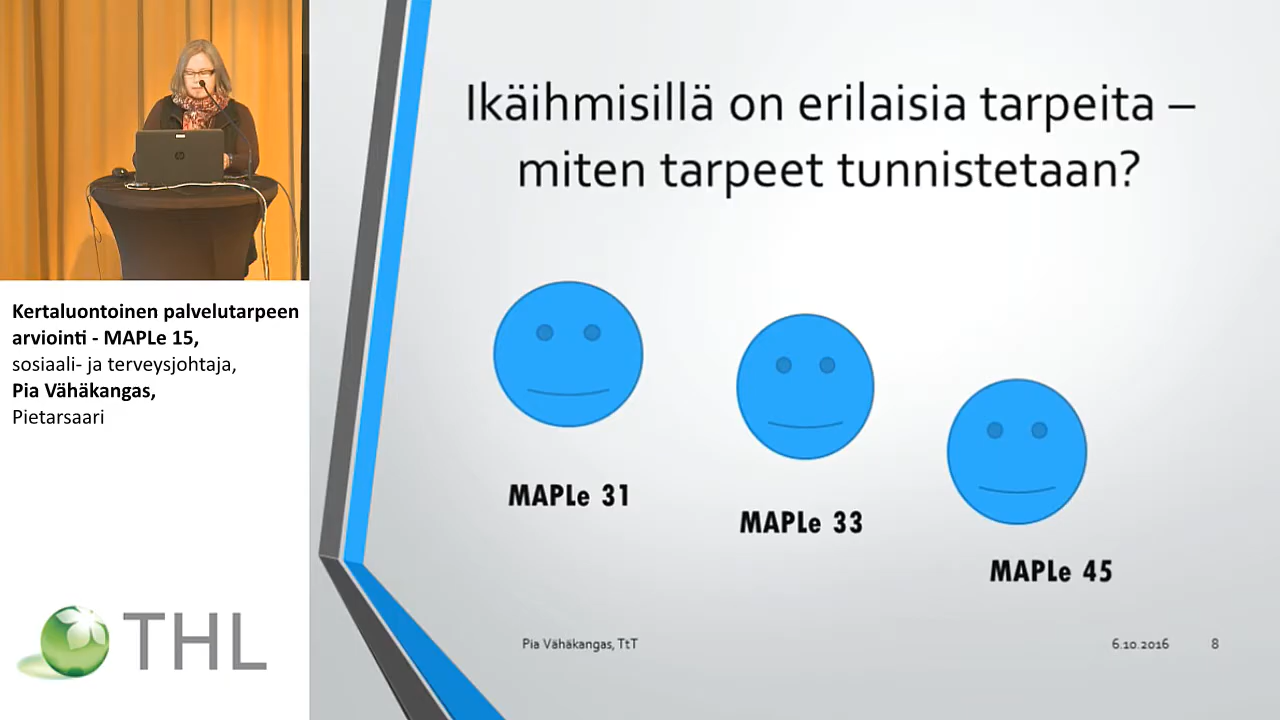 Kertaluontoinen palvelutarpeen
arviointi - MAPLe 15,
sosiaali- ja terveysjohtaja,
Pia Vähäkangas,
Pietarsaari
THL
Ikäihmisillä on erilaisia tarpeita –
miten tarpeet tunnistetaan?
MAPLe 31
MAPLe 33
MAPLe 45
Pia Vähäkangas, TtT
6.10.2016
8